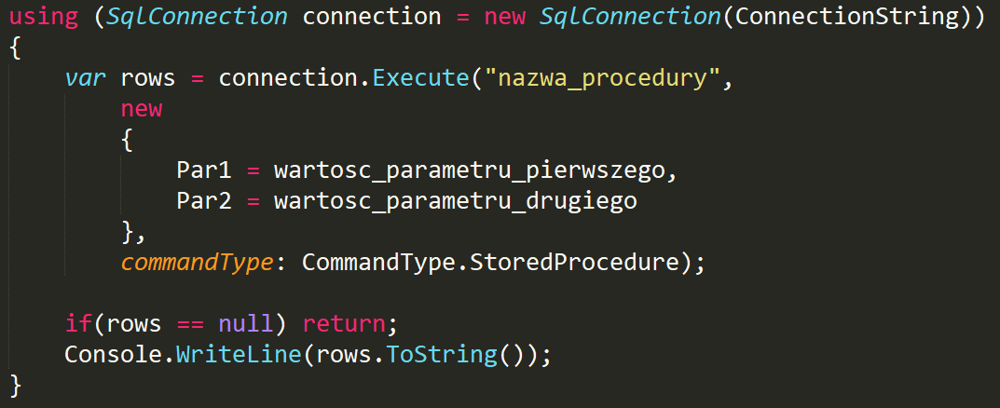 using (SqlConnection connection = new SqlConnection(ConnectionString))
{
    var rows = connection.Execute("nazwa_procedury",
        new
        {
            Par1 = wartosc_parametru_pierwszego,
            Par2 = wartosc_parametru_drugiego
        },
        commandType: CommandType.StoredProcedure);

    if(rows == null) return;
    Console.WriteLine(rows.ToString());
}